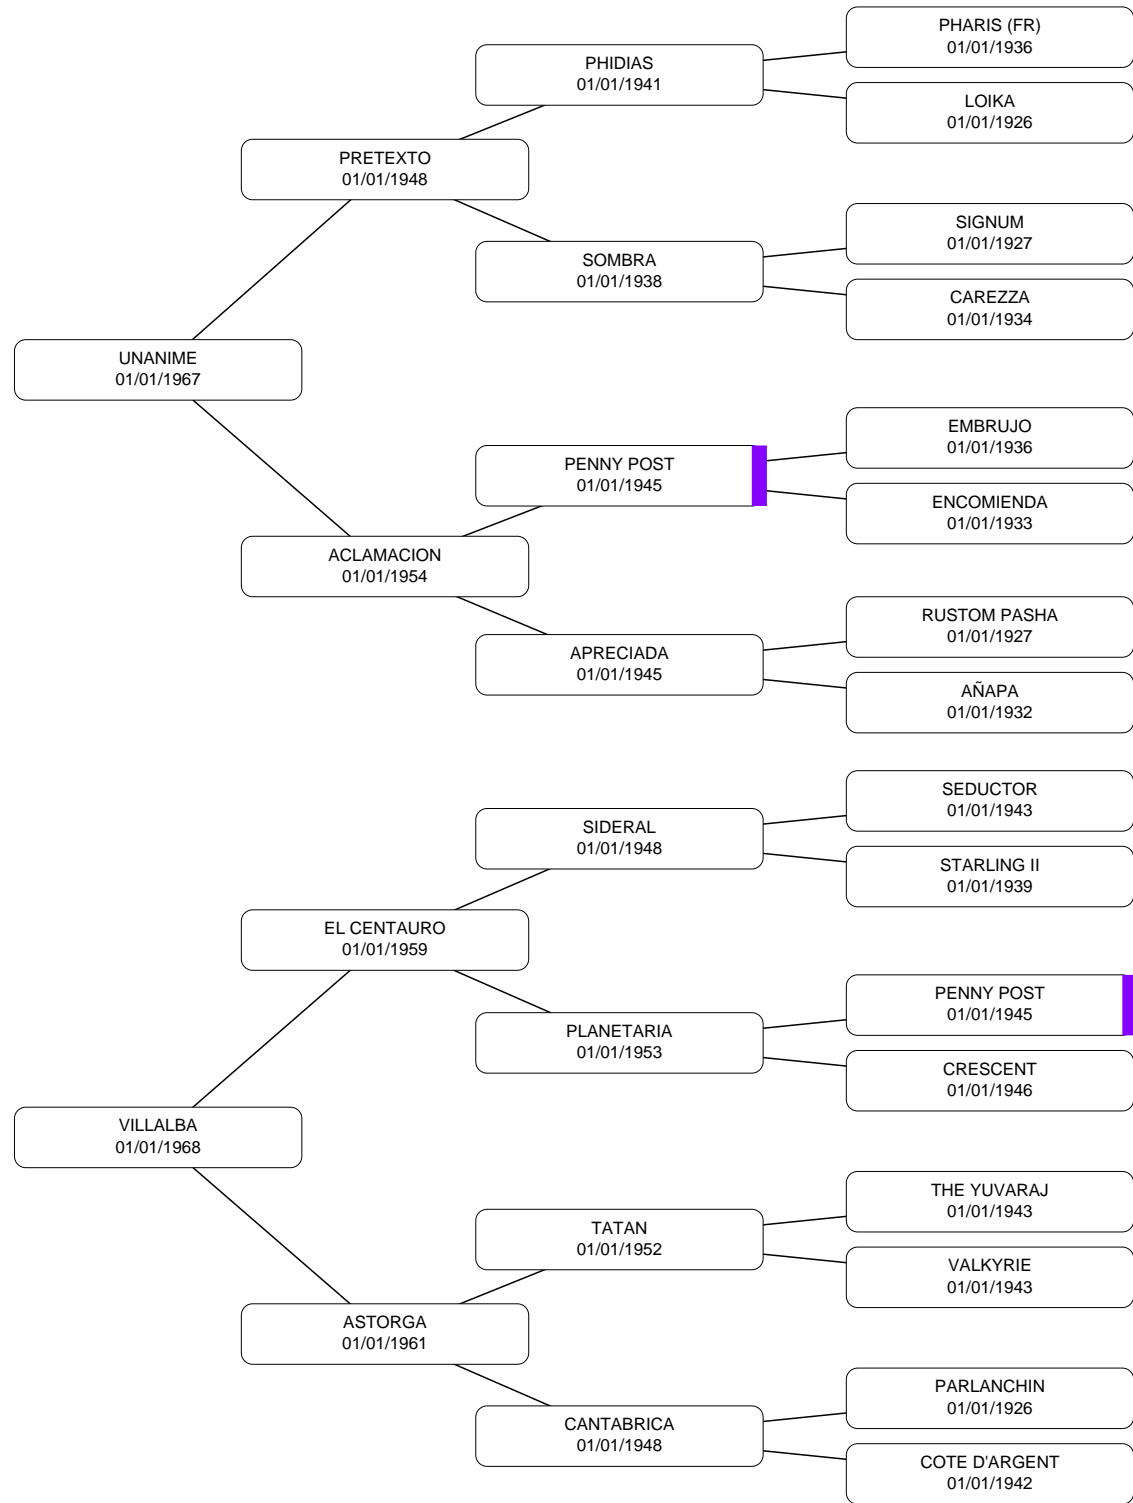 PHARIS (FR)
01/01/1936
PHIDIAS
01/01/1941
LOIKA
01/01/1926
PRETEXTO
01/01/1948
SIGNUM
01/01/1927
SOMBRA
01/01/1938
CAREZZA
01/01/1934
UNANIME
01/01/1967
EMBRUJO
01/01/1936
PENNY POST
01/01/1945
ENCOMIENDA
01/01/1933
ACLAMACION
01/01/1954
RUSTOM PASHA
01/01/1927
APRECIADA
01/01/1945
AÑAPA
01/01/1932
SEDUCTOR
01/01/1943
SIDERAL
01/01/1948
STARLING II
01/01/1939
EL CENTAURO
01/01/1959
PENNY POST
01/01/1945
PLANETARIA
01/01/1953
CRESCENT
01/01/1946
VILLALBA
01/01/1968
THE YUVARAJ
01/01/1943
TATAN
01/01/1952
VALKYRIE
01/01/1943
ASTORGA
01/01/1961
PARLANCHIN
01/01/1926
CANTABRICA
01/01/1948
COTE D'ARGENT
01/01/1942